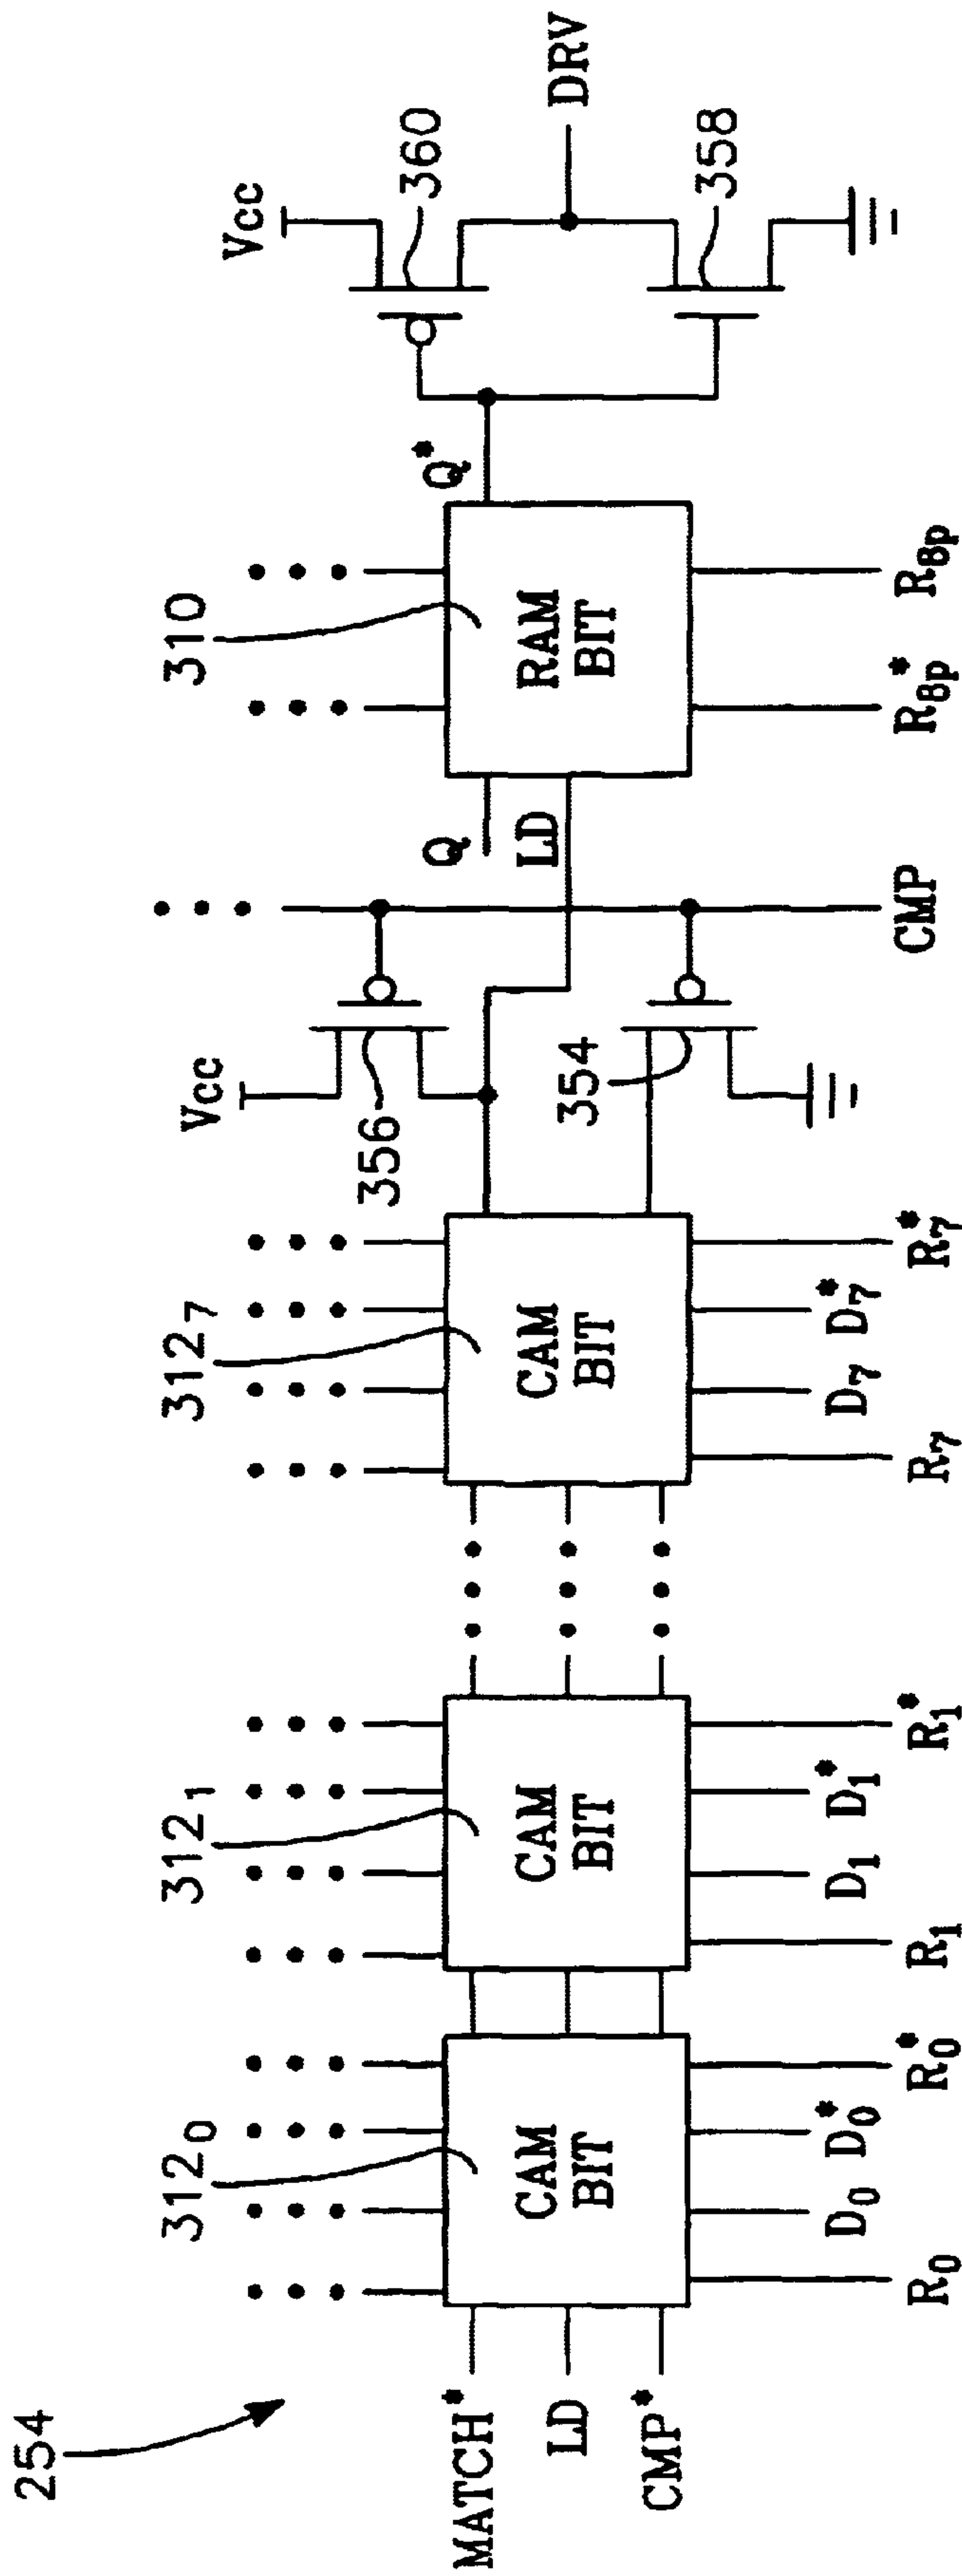 254
312₀
312₁
312₇
310
Vcc
356
354
Vcc
360
358
MATCH*
LD
CMP*
CAM
BIT
CAM
BIT
CAM
BIT
Q
LD
RAM
BIT
Q*
DRV
R₀ D₀ D₀* R₀*
R₁ D₁ D₁* R₁*
R₇ D₇ D₇* R₇*
CMP
R₈ₚ* R₈ₚ